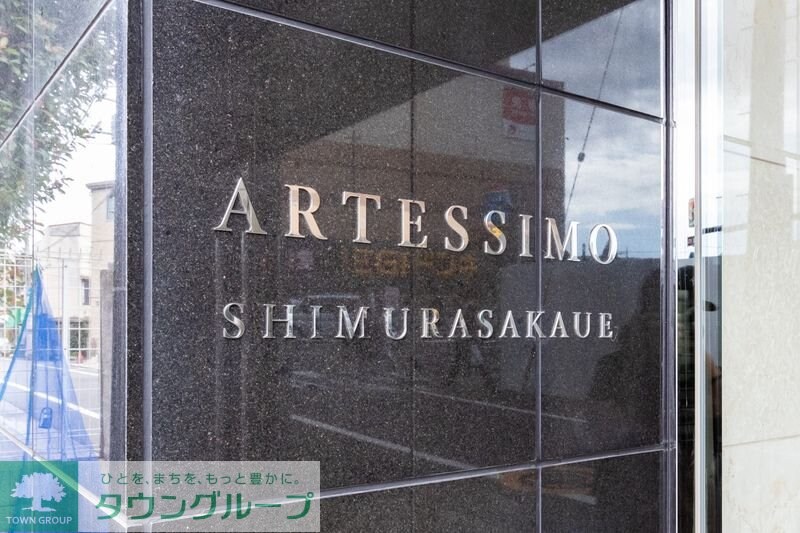 ARTESSIMO
SHIMURASAKAUE
ひとを、まちを、もっと豊かに。
タウングループ
TOWN GROUP